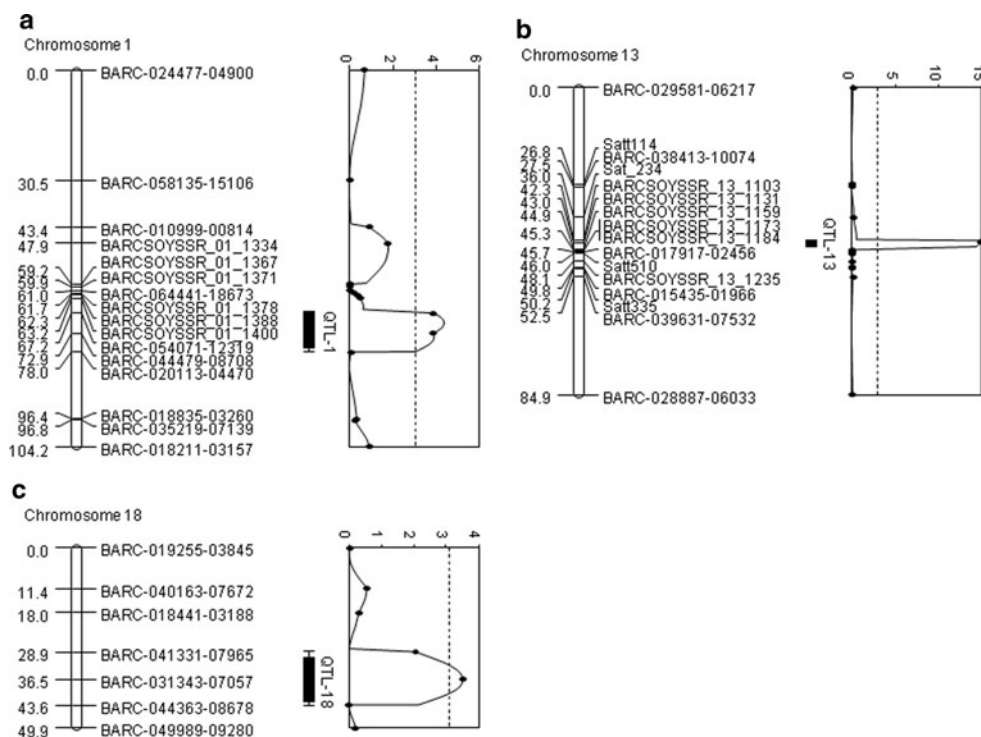 a
Chromosome 1
0 2 4 6
0.0 BARC-024477-04900
30.5 BARC-058135-15106
43.4 BARC-010999-00814
47.9 BARCSOYSSR_01_1334
BARCSOYSSR_01_1367
59.2 BARCSOYSSR_01_1371
59.9
61.0 BARC-064441-18673
61.7 BARCSOYSSR_01_1378
62.3 BARCSOYSSR_01_1388
63.2 BARCSOYSSR_01_1400
67.2 BARC-054071-12319
72.9 BARC-044479-08708
78.0 BARC-020113-04470
96.4 BARC-018835-03260
96.8 BARC-035219-07139
104.2 BARC-018211-03157
QTL-1
b
Chromosome 13
0 5 10 15
0.0 BARC-029581-06217
Satt114
26.8 BARC-038413-10074
27.5 Sat_234
36.0
42.3 BARCSOYSSR_13_1103
43.0 BARCSOYSSR_13_1131
44.9 BARCSOYSSR_13_1159
45.3 BARCSOYSSR_13_1173
BARCSOYSSR_13_1184
45.7 BARC-017917-02456
46.0 Satt510
48.1 BARCSOYSSR_13_1235
49.8 BARC-015435-01966
50.2 Satt335
52.5 BARC-039631-07532
84.9 BARC-028887-06033
QTL-13
c
Chromosome 18
0 1 2 3 4
0.0 BARC-019255-03845
11.4 BARC-040163-07672
18.0 BARC-018441-03188
28.9 BARC-041331-07965
36.5 BARC-031343-07057
43.6 BARC-044363-08678
49.9 BARC-049989-09280
QTL-18